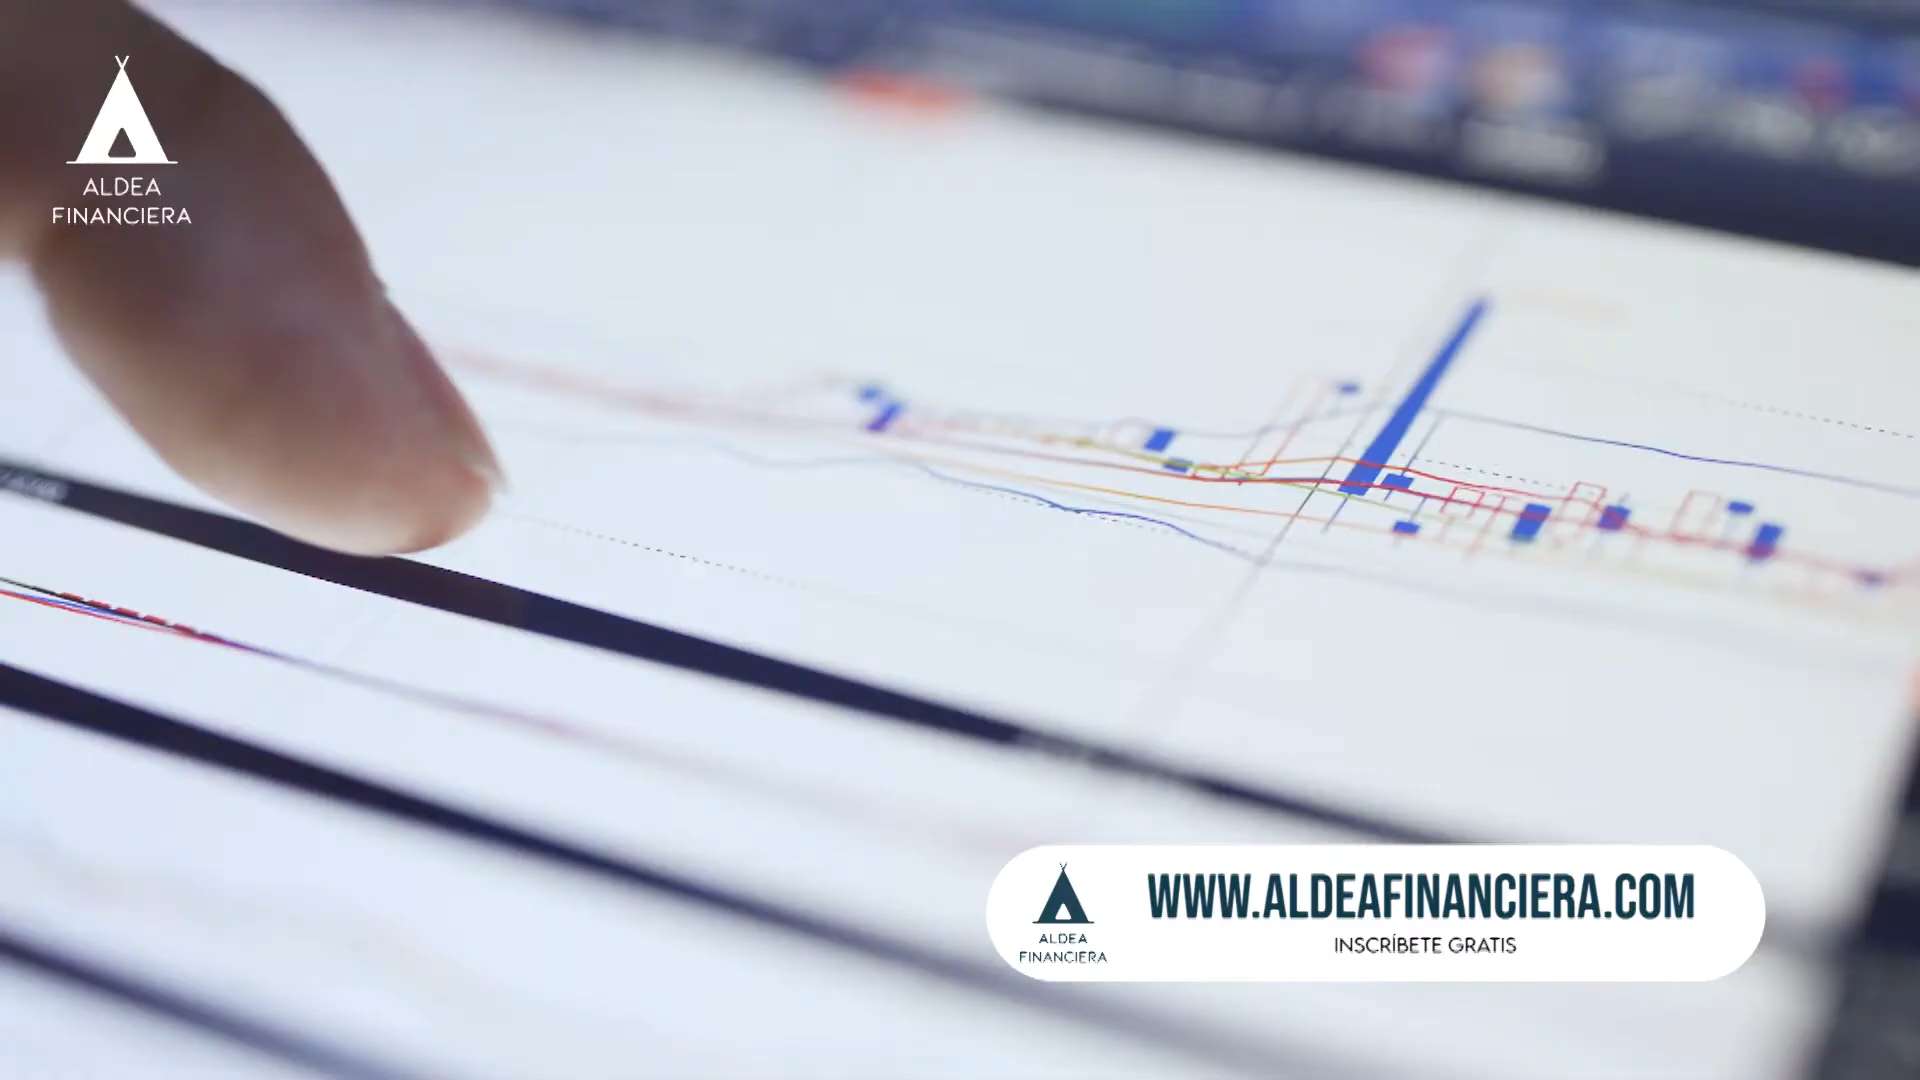 ALDEA
FINANCIERA
WWW.ALDEAFINANCIERA.COM
INSCRÍBETE GRATIS
ALDEA
FINANCIERA